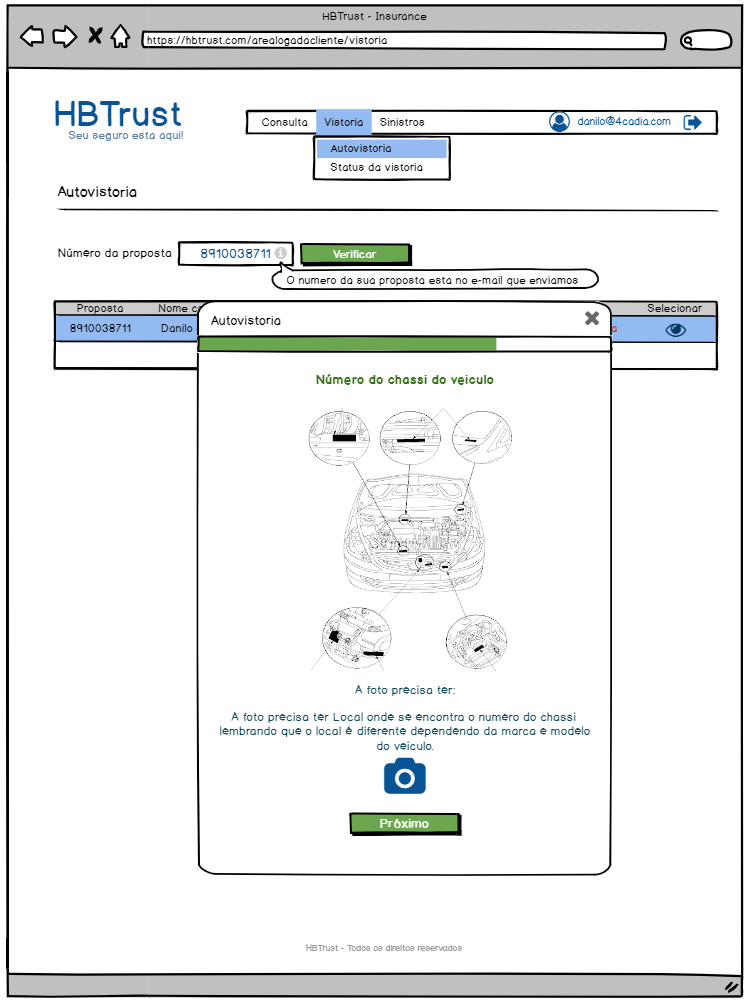 HBTrust - Insurance
https://hbtrust.com/arealogadacliente/vistoria
HBTrust
Seu seguro esta aqui!
Consulta Vistoria Sinistros danilo@4cadia.com
Autovistoria
Status da vistoria
Autovistoria
Número da proposta 8910038711 Verificar
O numero da sua proposta esta no e-mail que enviamos
Proposta Nome Selecionar
8910038711 Danilo
Autovistoria
Número do chassi do veiculo
A foto precisa ter:
A foto precisa ter Local onde se encontra o numero do chassi
lembrando que o local é diferente dependendo da marca e modelo
do veiculo.
Próximo
HBTrust - Todos os direitos reservados